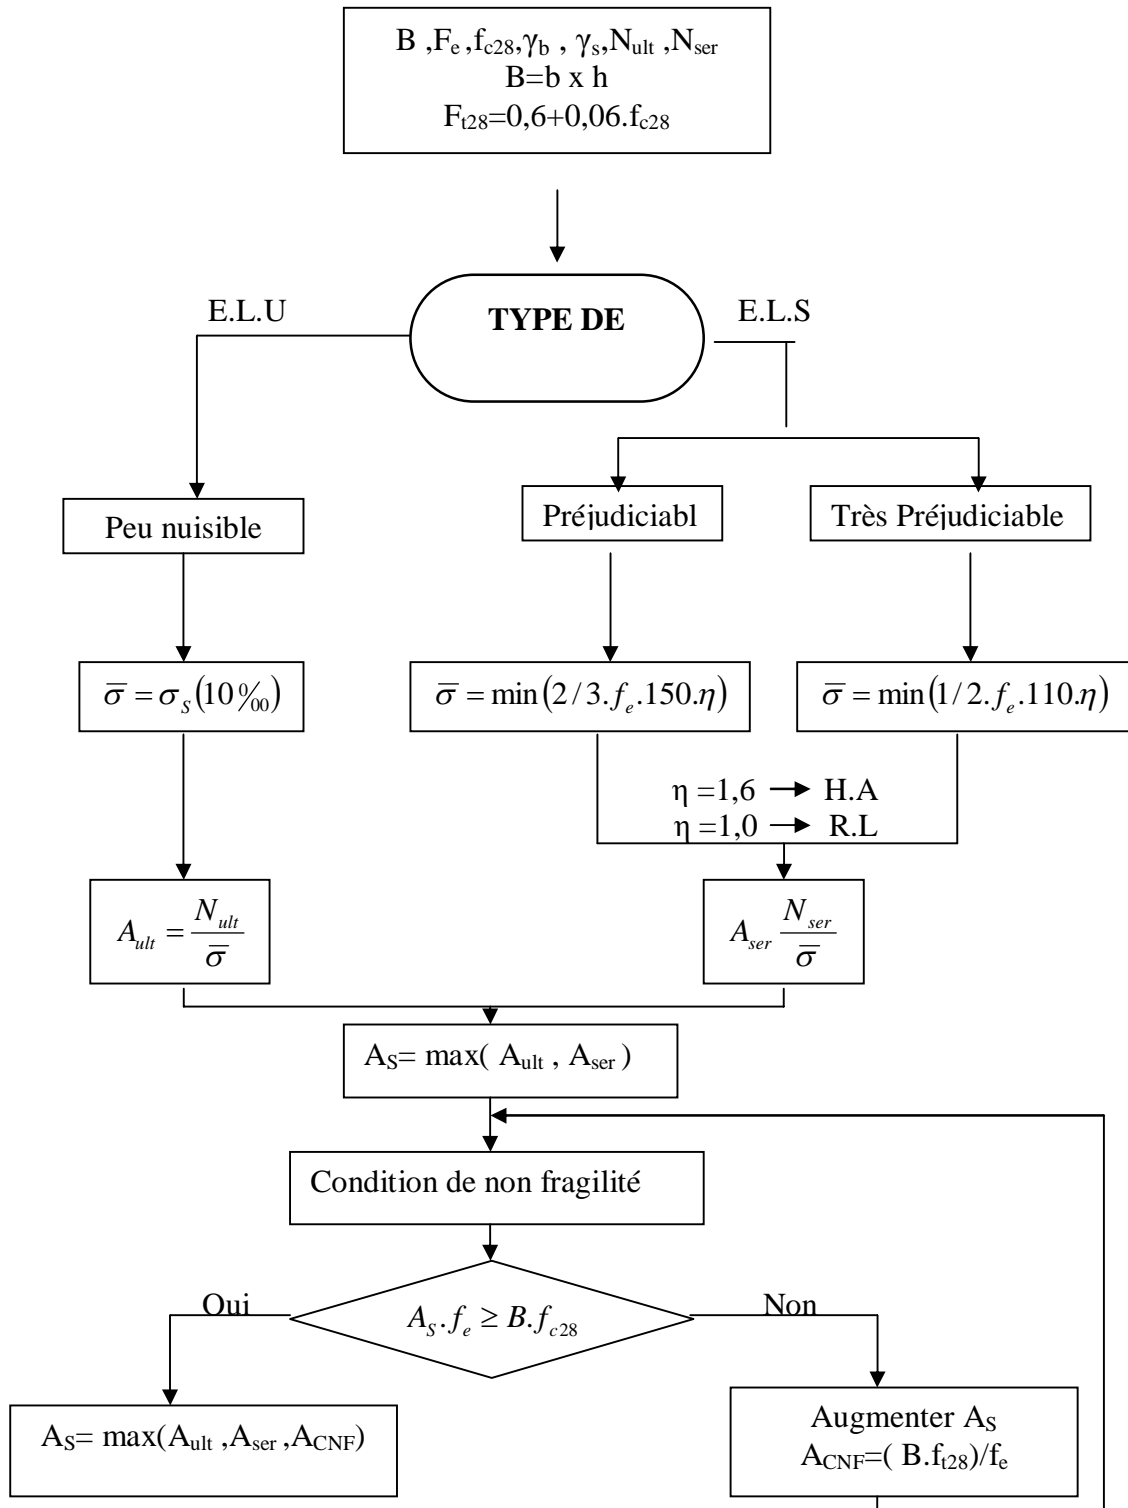 B ,Fₑ ,f_c28,γ_b , γ_s,N_ult ,N_ser
B=b x h
F_t28=0,6+0,06.f_c28
E.L.U
TYPE DE
E.L.S
Peu nuisible
Préjudiciabl
Très Préjudiciable
σ̅ = σ_S(10‰)
σ̅ = min(2/3.f_e.150.η)
σ̅ = min(1/2.f_e.110.η)
η =1,6 → H.A
η =1,0 → R.L
A_ult = N_ult / σ̅
A_ser N_ser / σ̅
A_S= max( A_ult , A_ser )
Condition de non fragilité
Oui
A_S.f_e ≥ B.f_c28
Non
A_S= max(A_ult ,A_ser ,A_CNF)
Augmenter A_S
A_CNF=( B.f_t28)/f_e